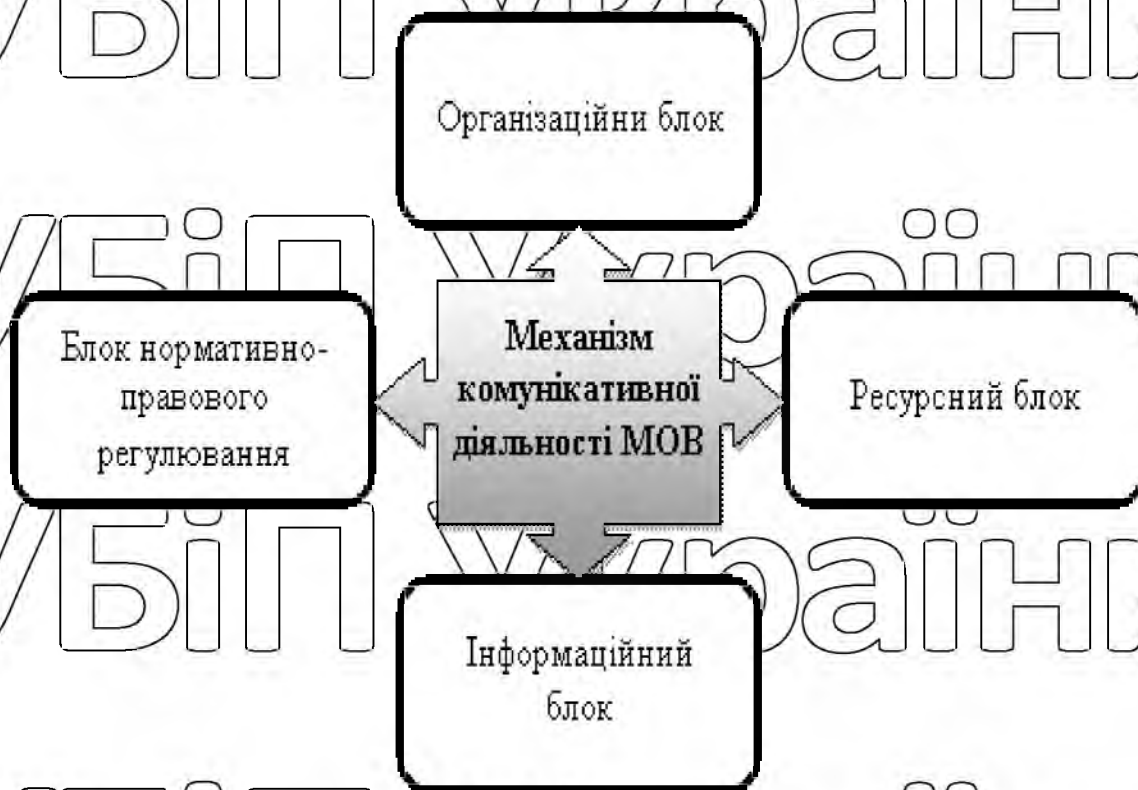 Організаційни блок
Блок нормативно-
правового
регулювання
Механізм
комунікативної
діяльності МОВ
Ресурсний блок
Інформаційний
блок